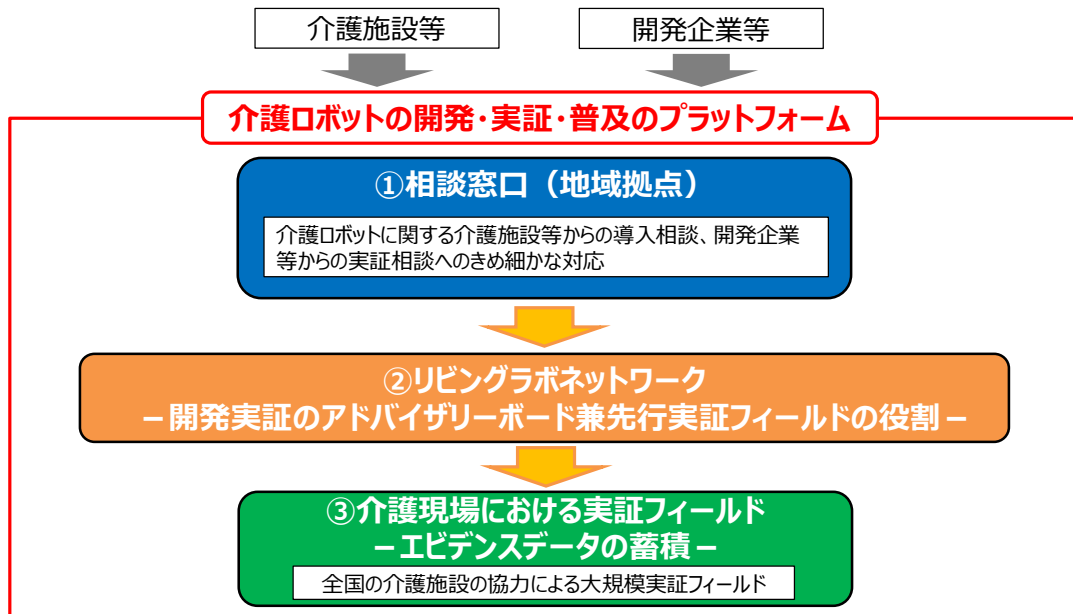 介護施設等
開発企業等
介護ロボットの開発・実証・普及のプラットフォーム
①相談窓口（地域拠点）
介護ロボットに関する介護施設等からの導入相談、開発企業
等からの実証相談へのきめ細かな対応
②リビングラボネットワーク
－開発実証のアドバイザリーボード兼先行実証フィールドの役割－
③介護現場における実証フィールド
－エビデンスデータの蓄積－
全国の介護施設の協力による大規模実証フィールド